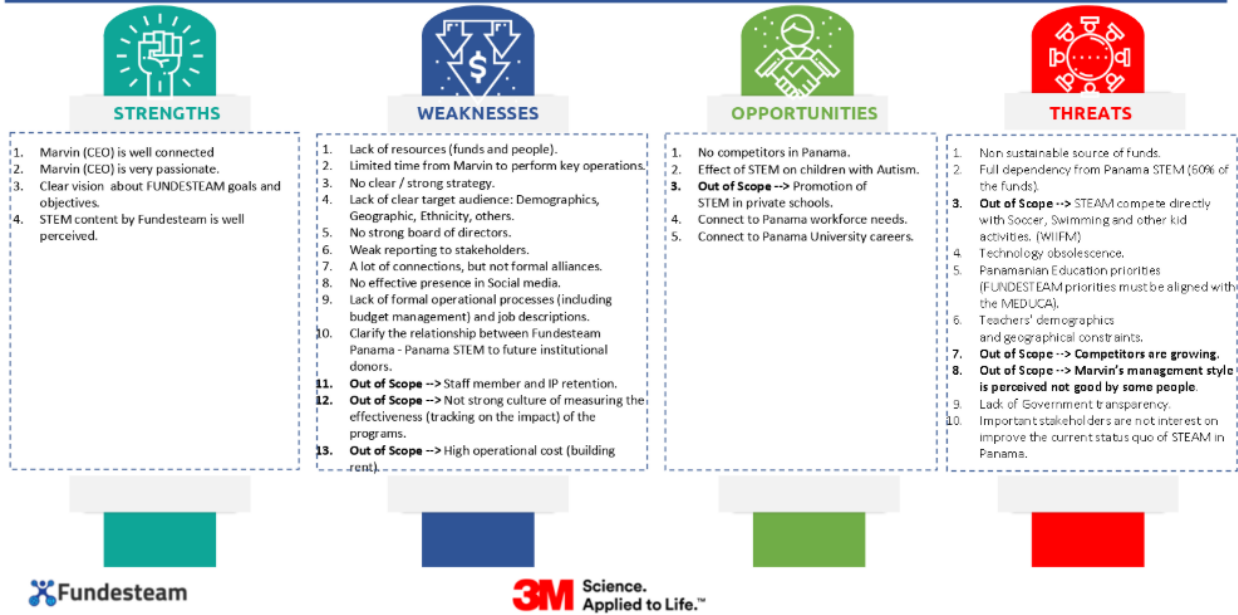 STRENGTHS
1. Marvin (CEO) is well connected
2. Marvin (CEO) is very passionate.
3. Clear vision about FUNDESTEAM goals and
objectives.
4. STEM content by Fundesteam is well
perceived.
$
WEAKNESSES
1. Lack of resources (funds and people).
2. Limited time from Marvin to perform key operations.
3. No clear / strong strategy.
4. Lack of clear target audience: Demographics,
Geographic, Ethnicity, others.
5. No strong board of directors.
6. Weak reporting to stakeholders.
7. A lot of connections, but not formal alliances.
8. No effective presence in Social media.
9. Lack of formal operational processes (including
budget management) and job descriptions.
10. Clarify the relationship between Fundesteam
Panama - Panama STEM to future institutional
donors.
11. Out of Scope --> Staff member and IP retention.
12. Out of Scope --> Not strong culture of measuring the
effectiveness (tracking on the impact) of the
programs.
13. Out of Scope --> High operational cost (building
rent).
OPPORTUNITIES
1. No competitors in Panama.
2. Effect of STEM on children with Autism.
3. Out of Scope --> Promotion of
STEM in private schools.
4. Connect to Panama workforce needs.
5. Connect to Panama University careers.
THREATS
1. Non sustainable source of funds.
2. Full dependency from Panama STEM (60% of
the funds).
3. Out of Scope --> STEAM compete directly
with Soccer, Swimming and other kid
activities. (WIIFM)
4. Technology obsolescence.
5. Panamanian Education priorities
(FUNDESTEAM priorities must be aligned with
the MEDUCA).
6. Teachers' demographics
and geographical constraints.
7. Out of Scope --> Competitors are growing.
8. Out of Scope --> Marvin's management style
is perceived not good by some people.
9. Lack of Government transparency.
10. Important stakeholders are not interest on
improve the current status quo of STEAM in
Panama.
Fundesteam
3M Science.
Applied to Life.™